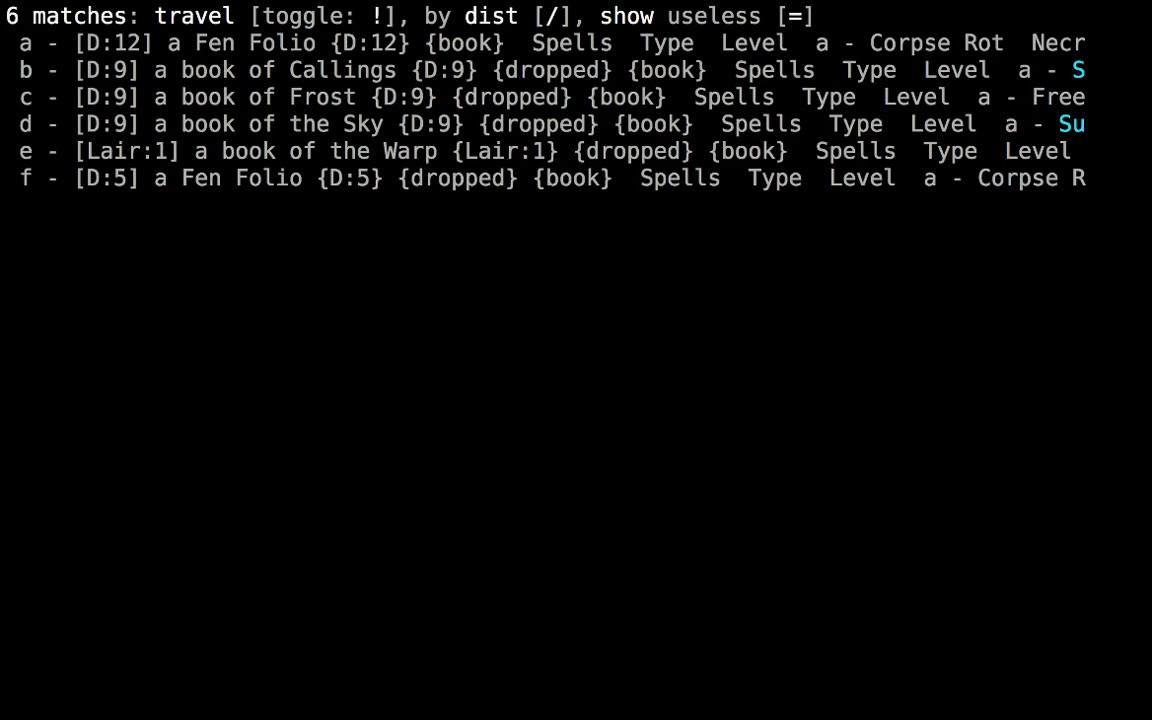 6 matches: travel [toggle: !], by dist [/], show useless [=]
a - [D:12] a Fen Folio {D:12} {book}  Spells  Type  Level  a - Corpse Rot  Necr
b - [D:9] a book of Callings {D:9} {dropped} {book}  Spells  Type  Level  a - S
c - [D:9] a book of Frost {D:9} {dropped} {book}  Spells  Type  Level  a - Free
d - [D:9] a book of the Sky {D:9} {dropped} {book}  Spells  Type  Level  a - Su
e - [Lair:1] a book of the Warp {Lair:1} {dropped} {book}  Spells  Type  Level
f - [D:5] a Fen Folio {D:5} {dropped} {book}  Spells  Type  Level  a - Corpse R